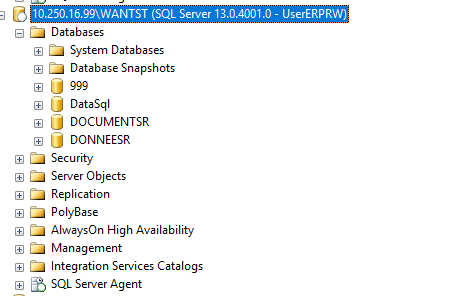 10.250.16.99\WANTST (SQL Server 13.0.4001.0 - UserERPRW)
Databases
System Databases
Database Snapshots
999
DataSql
DOCUMENTSR
DONNEESR
Security
Server Objects
Replication
PolyBase
AlwaysOn High Availability
Management
Integration Services Catalogs
SQL Server Agent